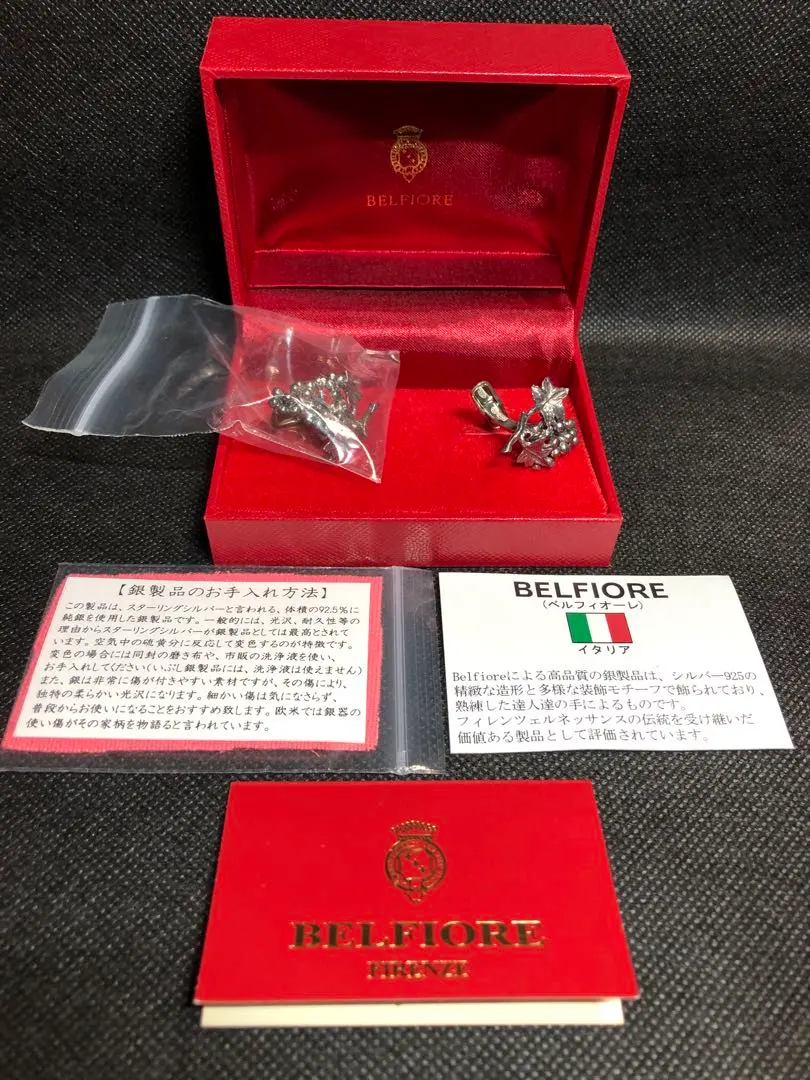 BELFIORE
【銀製品のお手入れ方法】
この製品は、スターリングシルバーと言われる、体積の92.5%に
純銀を使用した銀製品です。一般的には、光沢、耐久性等の
理由からスターリングシルバーが銀製品としては最高とされて
います。空気中の硫黄分に反応して変色するのが特徴です。
変色の場合には同封の磨き布や、市販の洗浄液を使い、
お手入れしてください(いぶし銀製品には、洗浄液は使えません)
また、銀は非常に傷が付きやすい素材ですが、その傷により、
独特の柔らかい光沢になります。細かい傷は気になさらず、
普段からお使いになることをおすすめ致します。欧米では銀器の
使い傷がその家柄を物語ると言われています。
BELFIORE
(ベルフィオーレ)
イタリア
Belfioreによる高品質の銀製品は、シルバー925の
精緻な造形と多様な装飾モチーフで飾られており、
熟練した達人達の手によるものです。
フィレンツェルネッサンスの伝統を受け継いだ
価値ある製品として評価されています。
BELFIORE
FIRENZE